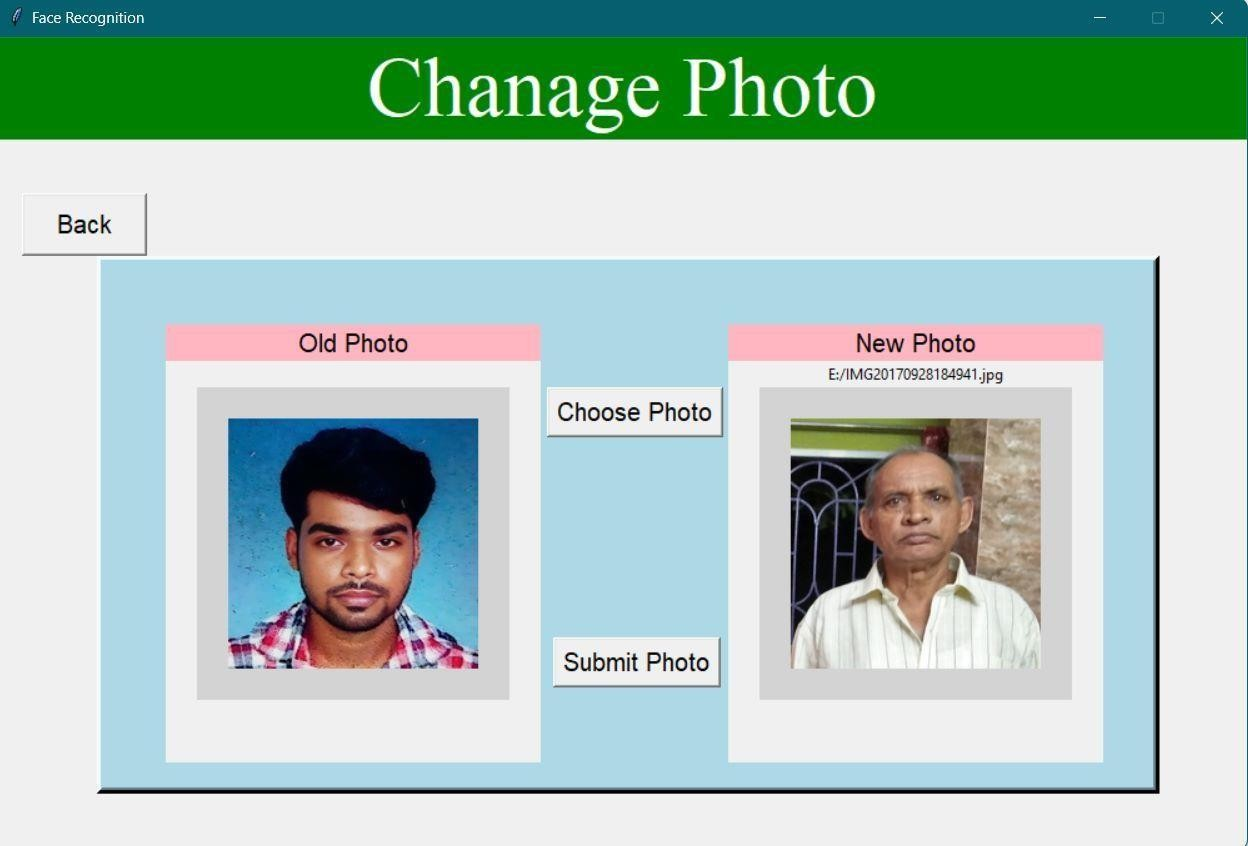 Face Recognition
Chanage Photo
Back
Old Photo
New Photo
E:/IMG20170928184941.jpg
Choose Photo
Submit Photo